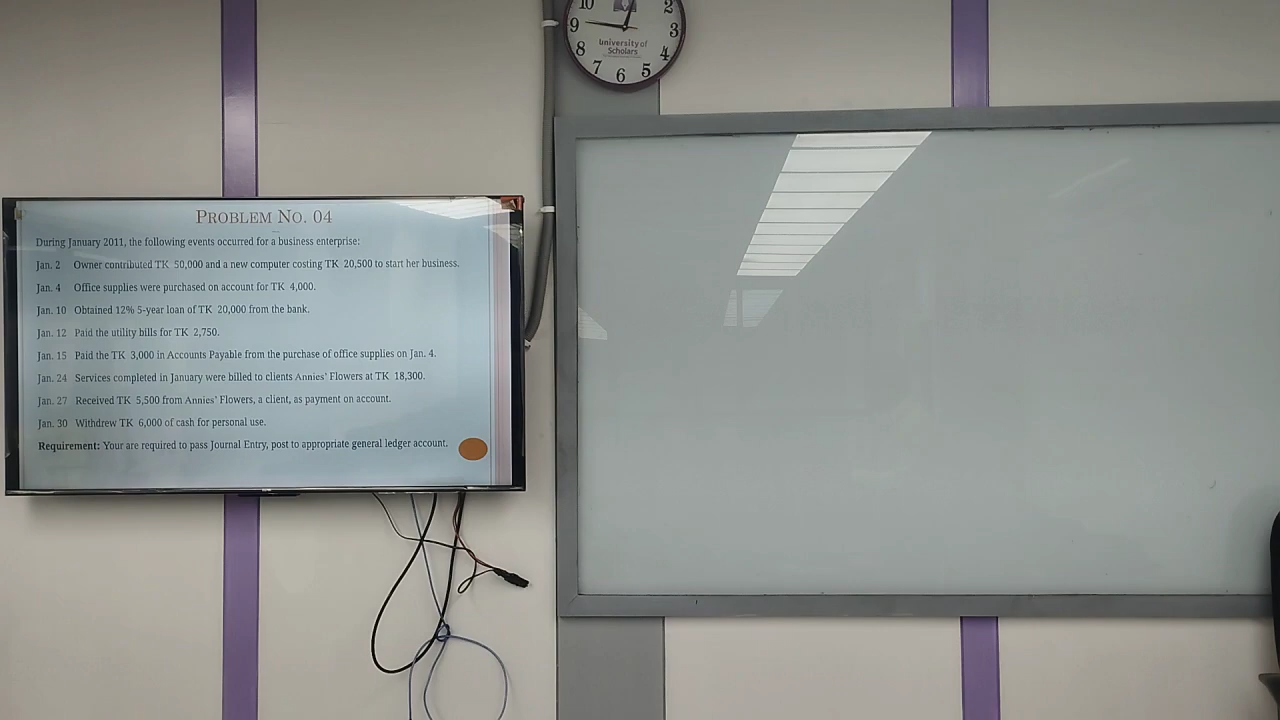 10 2
9 3
University of
Scholars
8 4
7 6 5
PROBLEM NO. 04
During January 2011, the following events occurred for a business enterprise:
Jan. 2 Owner contributed TK 50,000 and a new computer costing TK 20,500 to start her business.
Jan. 4 Office supplies were purchased on account for TK 4,000.
Jan. 10 Obtained 12% 5-year loan of TK 20,000 from the bank.
Jan. 12 Paid the utility bills for TK 2,750.
Jan. 15 Paid the TK 3,000 in Accounts Payable from the purchase of office supplies on Jan. 4.
Jan. 24 Services completed in January were billed to clients Annies' Flowers at TK 18,300.
Jan. 27 Received TK 5,500 from Annies' Flowers, a client, as payment on account.
Jan. 30 Withdrew TK 6,000 of cash for personal use.
Requirement: Your are required to pass Journal Entry, post to appropriate general ledger account.